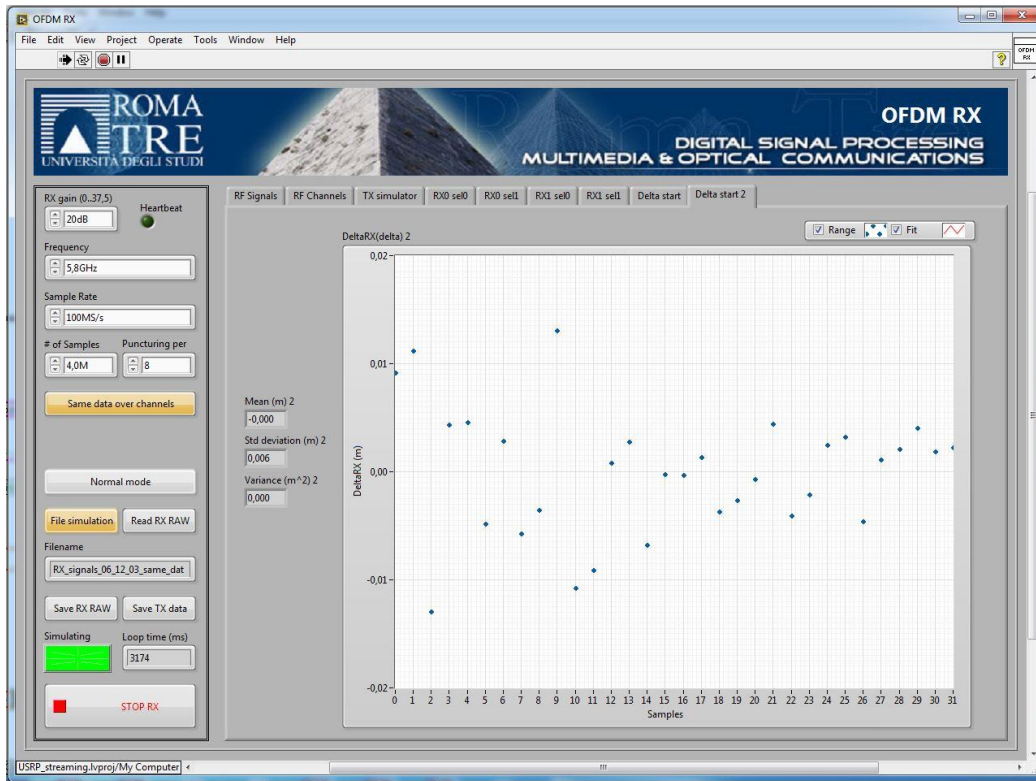 OFDM RX
File Edit View Project Operate Tools Window Help
OFDM
RX
ROMA
TRE
UNIVERSITÀ DEGLI STUDI
OFDM RX
DIGITAL SIGNAL PROCESSING
MULTIMEDIA & OPTICAL COMMUNICATIONS
RX gain (0..37,5)
20dB
Heartbeat
Frequency
5,8GHz
Sample Rate
100MS/s
# of Samples Puncturing per
4,0M 8
Same data over channels
Normal mode
File simulation Read RX RAW
Filename
RX_signals_06_12_03_same_dat
Save RX RAW Save TX data
Simulating Loop time (ms)
3174
STOP RX
RF Signals RF Channels TX simulator RX0 sel0 RX0 sel1 RX1 sel0 RX1 sel1 Delta start Delta start 2
DeltaRX(delta) 2
Range Fit
Mean (m) 2
-0,000
Std deviation (m) 2
0,006
Variance (m^2) 2
0,000
DeltaRX (m)
0,02
0,01
0,00
-0,01
-0,02
0 1 2 3 4 5 6 7 8 9 10 11 12 13 14 15 16 17 18 19 20 21 22 23 24 25 26 27 28 29 30 31
Samples
USRP_streaming.lvproj/My Computer